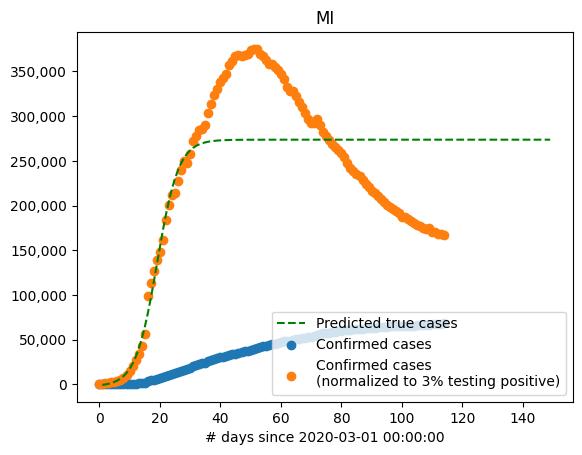 MI
350,000
300,000
250,000
200,000
150,000
100,000
50,000
0
Predicted true cases
Confirmed cases
Confirmed cases
(normalized to 3% testing positive)
0 20 40 60 80 100 120 140
# days since 2020-03-01 00:00:00